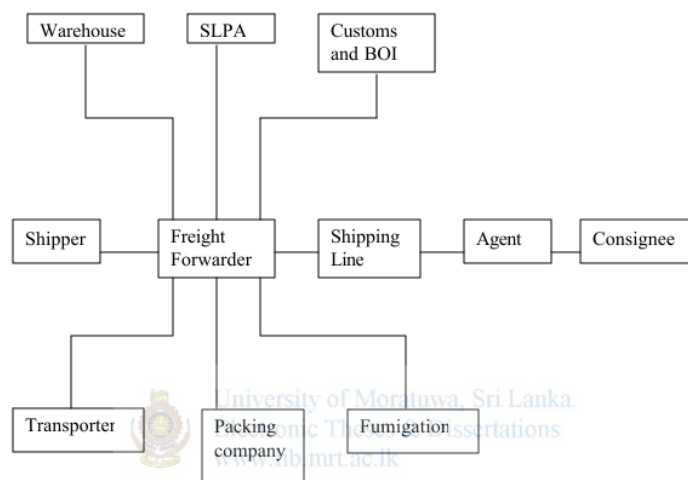 Warehouse
SLPA
Customs
and BOI
Shipper
Freight
Forwarder
Shipping
Line
Agent
Consignee
Transporter
Packing
company
Fumigation
University of Moratuwa, Sri Lanka.
Electronic Theses & Dissertations
www.lib.mrt.ac.lk